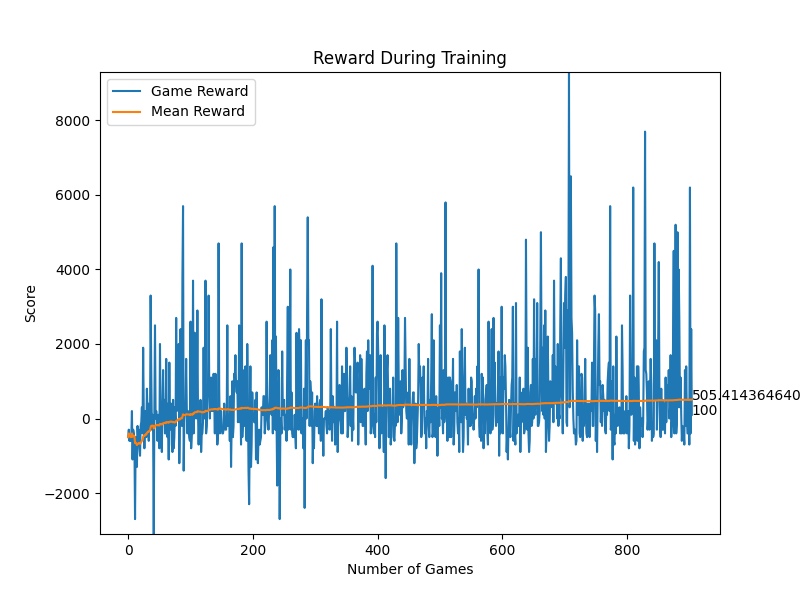 Reward During Training
Game Reward
Mean Reward
8000
6000
4000
2000
0
−2000
Score
505.414364640
100
0
200
400
600
800
Number of Games